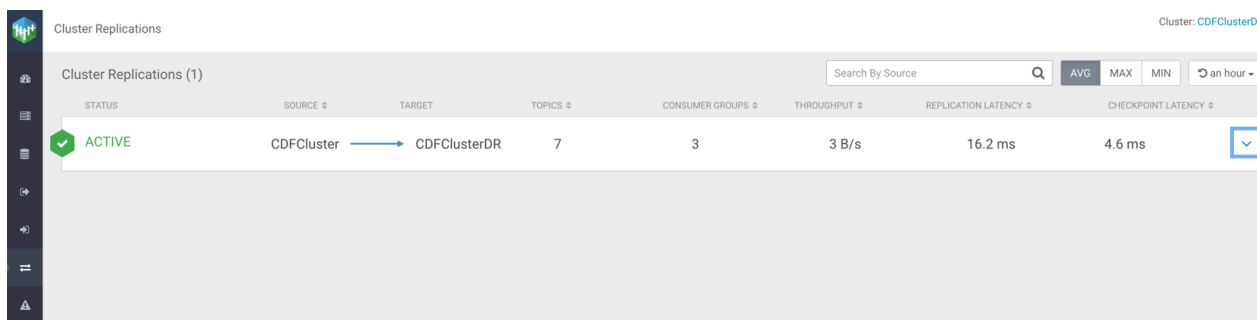 Cluster Replications
Cluster: CDFClusterD
Cluster Replications (1)
Search By Source
AVG MAX MIN
an hour
STATUS SOURCE TARGET TOPICS CONSUMER GROUPS THROUGHPUT REPLICATION LATENCY CHECKPOINT LATENCY
ACTIVE CDFCluster CDFClusterDR 7 3 3 B/s 16.2 ms 4.6 ms